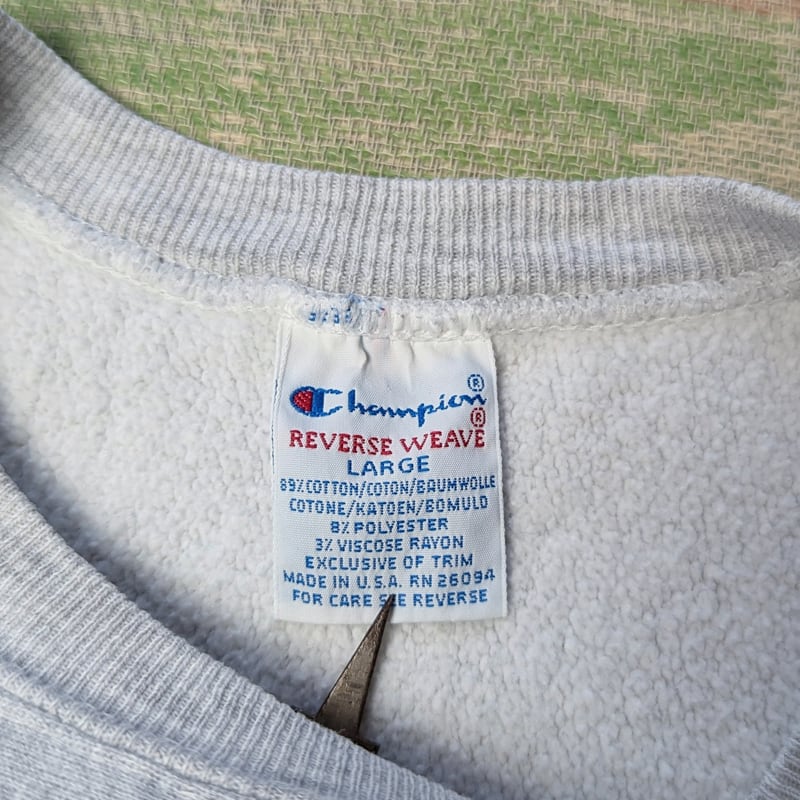 Champion®
REVERSE WEAVE®
LARGE
89% COTTON/COTON/BAUMWOLLE
COTONE/KATOEN/BOMULD
8% POLYESTER
3% VISCOSE RAYON
EXCLUSIVE OF TRIM
MADE IN U.S.A. RN 26094
FOR CARE SEE REVERSE